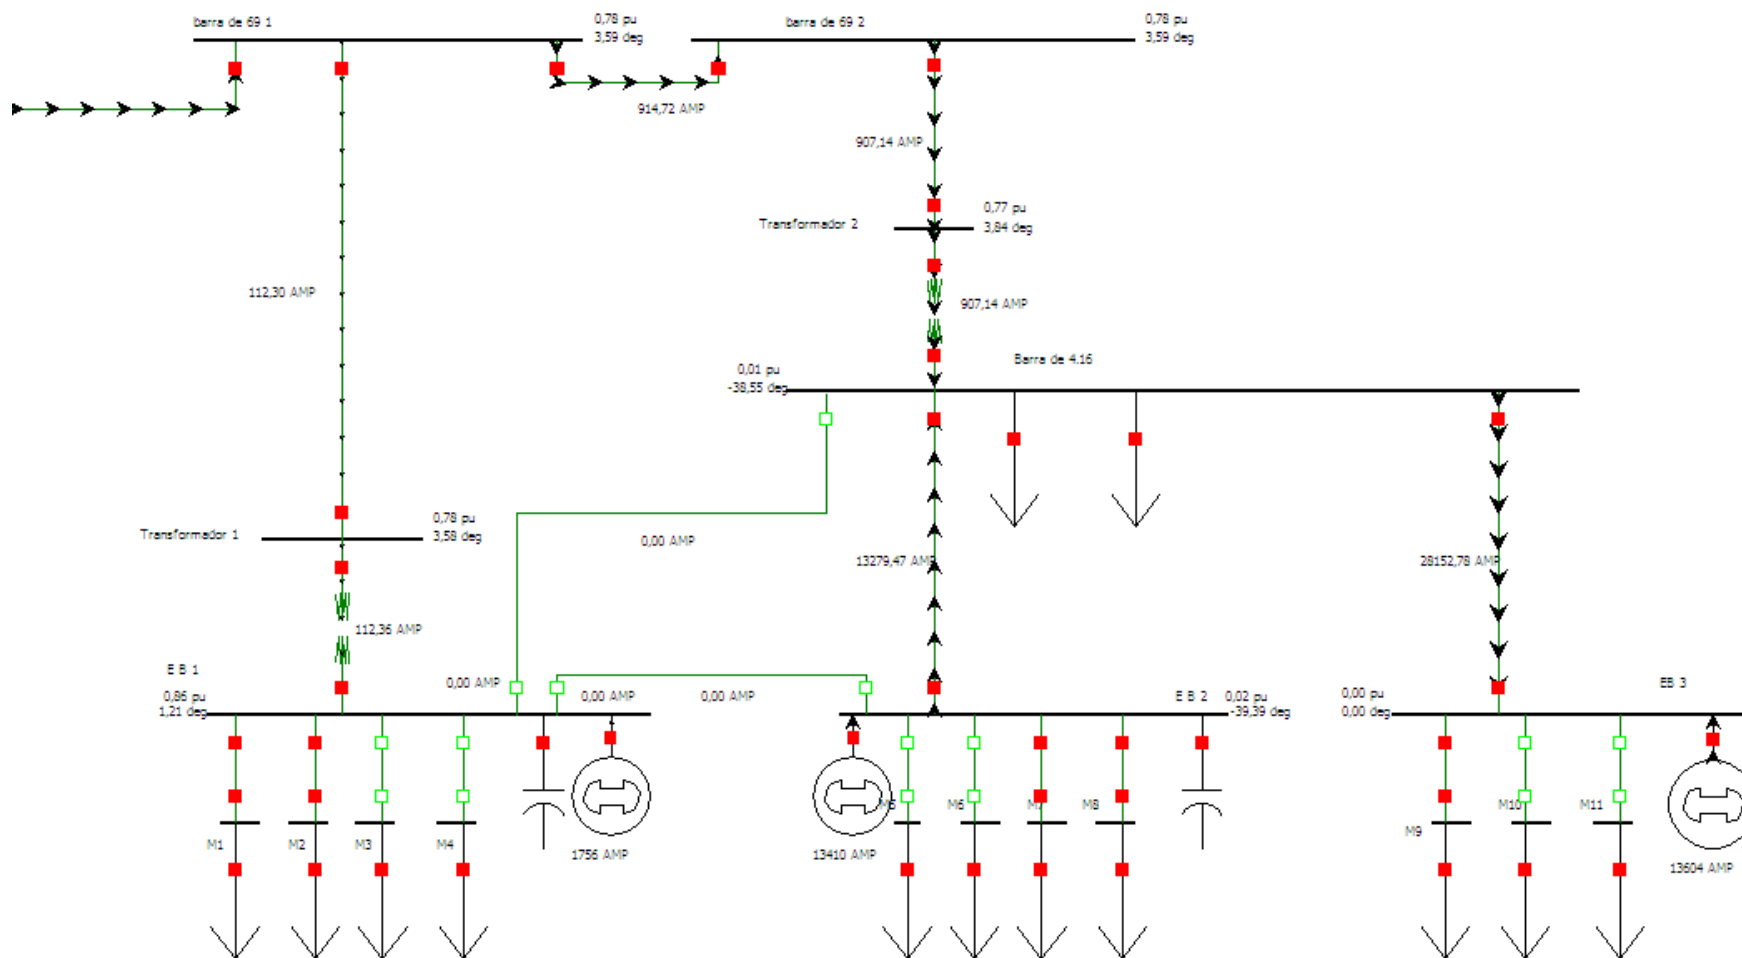 barra de 69 1
0,78 pu
3,59 deg
barra de 69 2
0,78 pu
3,59 deg
914,72 AMP
907,14 AMP
Transformador 2
0,77 pu
3,84 deg
112,30 AMP
907,14 AMP
Barra de 4.16
0,01 pu
-38,55 deg
Transformador 1
0,78 pu
3,58 deg
0,00 AMP
13279,47 AMP
28152,78 AMP
112,36 AMP
E B 1
0,86 pu
1,21 deg
0,00 AMP
0,00 AMP
0,00 AMP
E B 2
0,02 pu
-39,39 deg
0,00 pu
0,00 deg
EB 3
M1
M2
M3
M4
M5
M6
M7
M8
M9
M10
M11
1756 AMP
13410 AMP
13604 AMP